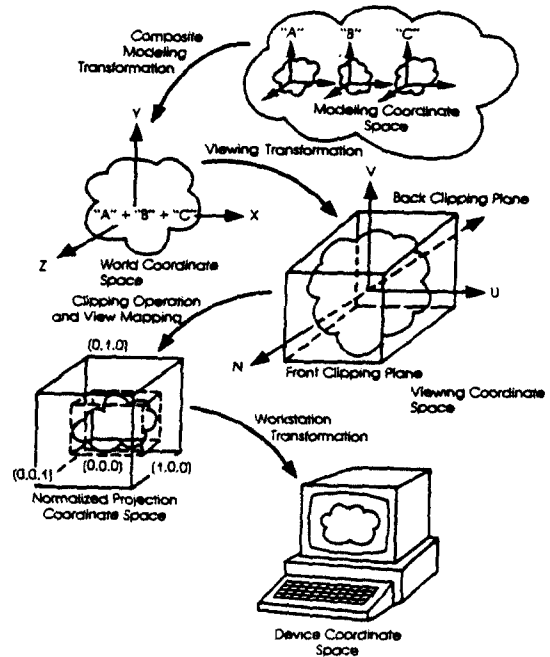 Composite
Modeling
Transformation
"A" "B" "C"
Modeling Coordinate
Space
Y
Viewing Transformation
"A" + "B" + "C"
X
Z
World Coordinate
Space
V
Back Clipping Plane
U
N
Front Clipping Plane
Viewing Coordinate
Space
Clipping Operation
and View Mapping
(0,1,0)
(0,0,1)
(0,0,0)
(1,0,0)
Normalized Projection
Coordinate Space
Workstation
Transformation
Device Coordinate
Space